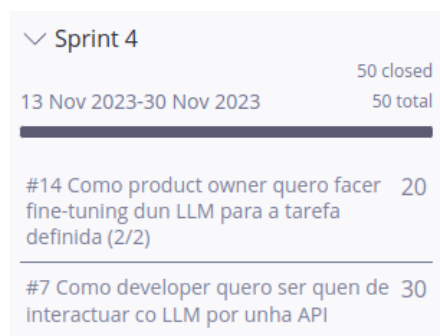 Sprint 4
50 closed
13 Nov 2023-30 Nov 2023 50 total
#14 Como product owner quero facer 20
fine-tuning dun LLM para a tarefa
definida (2/2)
#7 Como developer quero ser quen de 30
interactuar co LLM por unha API